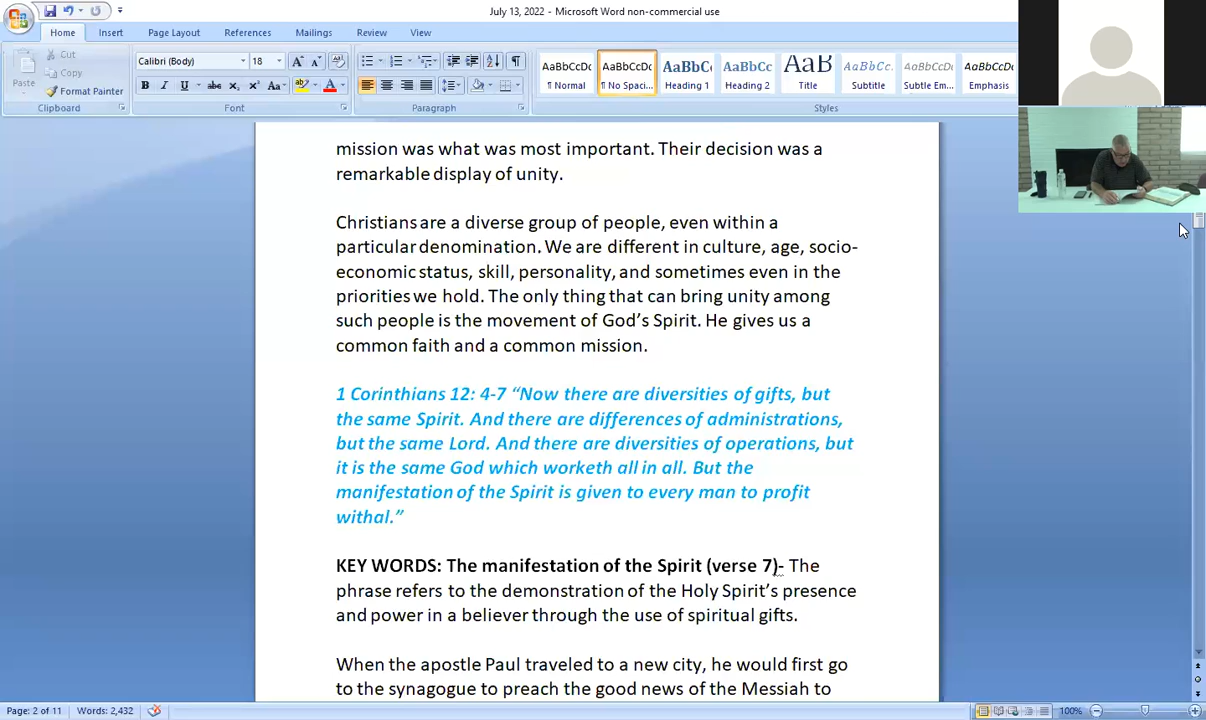 July 13, 2022 - Microsoft Word non-commercial use
Home Insert Page Layout References Mailings Review View
Paste
Cut
Copy
Format Painter
Clipboard
Calibri (Body) 18
B I U abc X₂ X² Aa
Font
Paragraph
AaBbCcDc AaBbCcDc AaBbCc AaBbCc AaB AaBbCc. AaBbCcDc AaBbCcDc
¶ Normal ¶ No Spaci... Heading 1 Heading 2 Title Subtitle Subtle Em... Emphasis
Styles
mission was what was most important. Their decision was a
remarkable display of unity.
Christians are a diverse group of people, even within a
particular denomination. We are different in culture, age, socio-
economic status, skill, personality, and sometimes even in the
priorities we hold. The only thing that can bring unity among
such people is the movement of God’s Spirit. He gives us a
common faith and a common mission.
1 Corinthians 12: 4-7 “Now there are diversities of gifts, but
the same Spirit. And there are differences of administrations,
but the same Lord. And there are diversities of operations, but
it is the same God which worketh all in all. But the
manifestation of the Spirit is given to every man to profit
withal.”
KEY WORDS: The manifestation of the Spirit (verse 7)- The
phrase refers to the demonstration of the Holy Spirit’s presence
and power in a believer through the use of spiritual gifts.
When the apostle Paul traveled to a new city, he would first go
to the synagogue to preach the good news of the Messiah to
Page: 2 of 11 Words: 2,432 100%